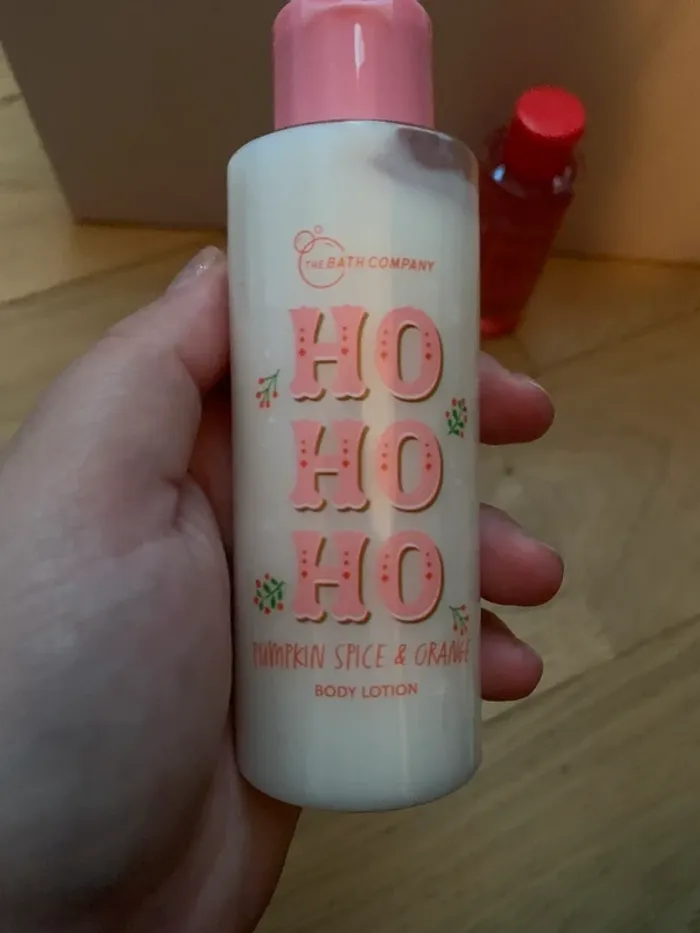 THE BATH COMPANY
HO
HO
HO
PUMPKIN SPICE & ORANGE
BODY LOTION